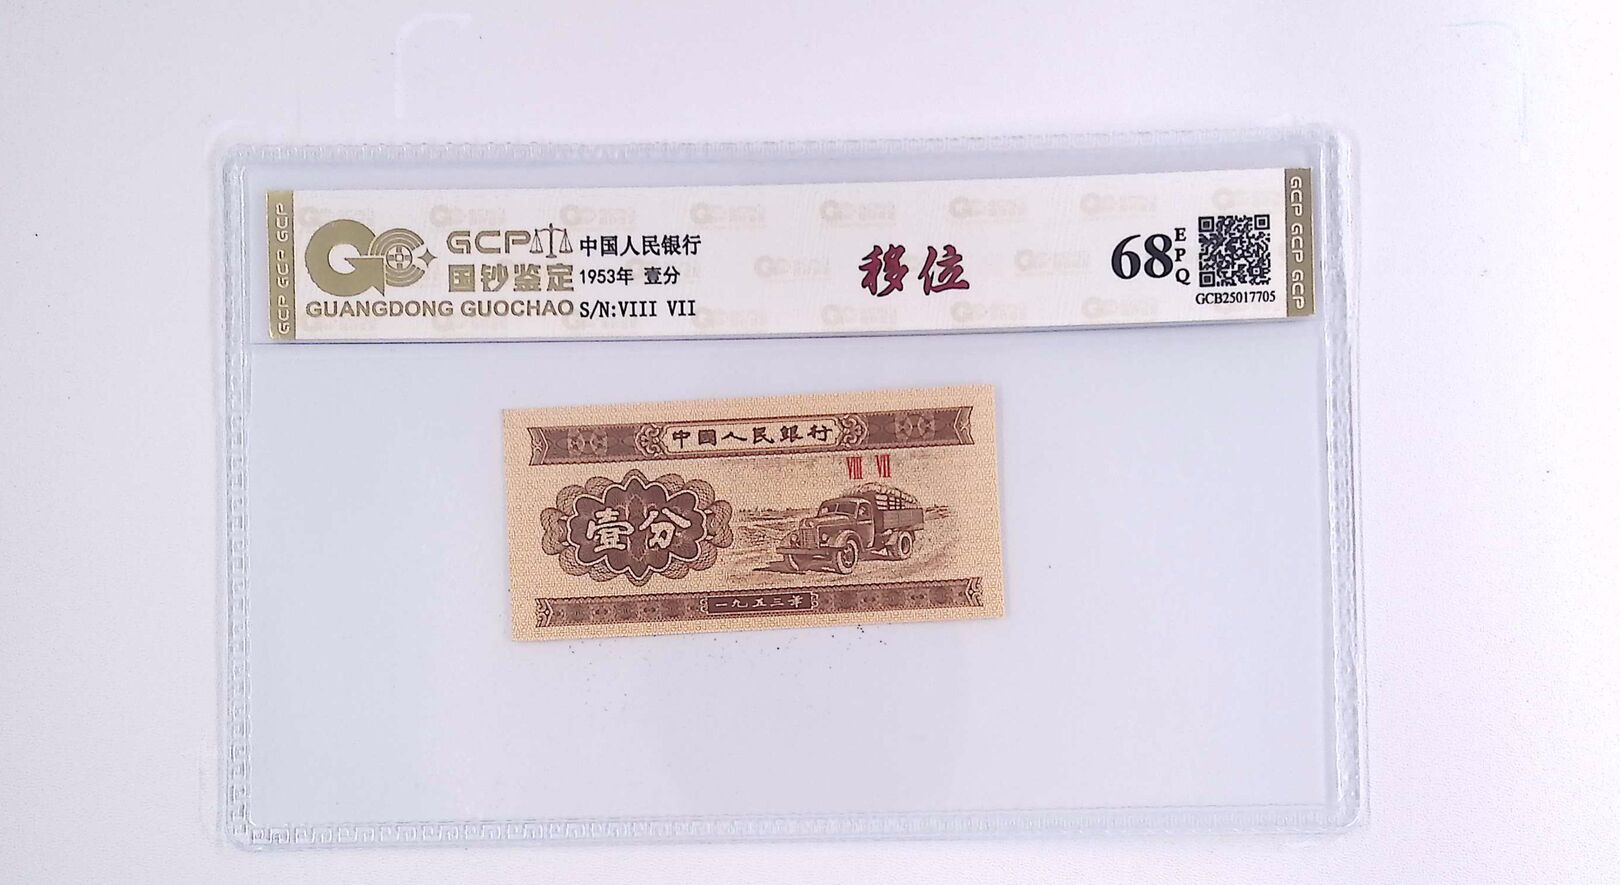 GCP GCP GCP
GCP
国钞鉴定
GUANGDONG GUOCHAO
中国人民银行
1953年 壹分
S/N:VIII VII
移位
68
EPQ
GCB25017705
GCP GCP GCP
中国人民银行
VIII VII
壹分
一九五三年